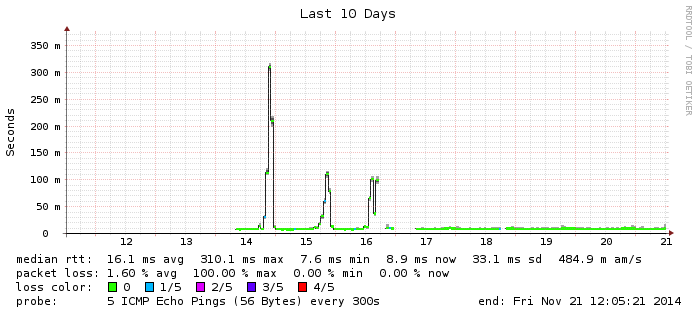 Last 10 Days
RRDTOOL / TOBI OETIKER
Seconds
350 m
300 m
250 m
200 m
150 m
100 m
50 m
0
12 13 14 15 16 17 18 19 20 21
median rtt: 16.1 ms avg 310.1 ms max 7.6 ms min 8.9 ms now 33.1 ms sd 484.9 m am/s
packet loss: 1.60 % avg 100.00 % max 0.00 % min 0.00 % now
loss color: 0 1/5 2/5 3/5 4/5
probe: 5 ICMP Echo Pings (56 Bytes) every 300s end: Fri Nov 21 12:05:21 2014